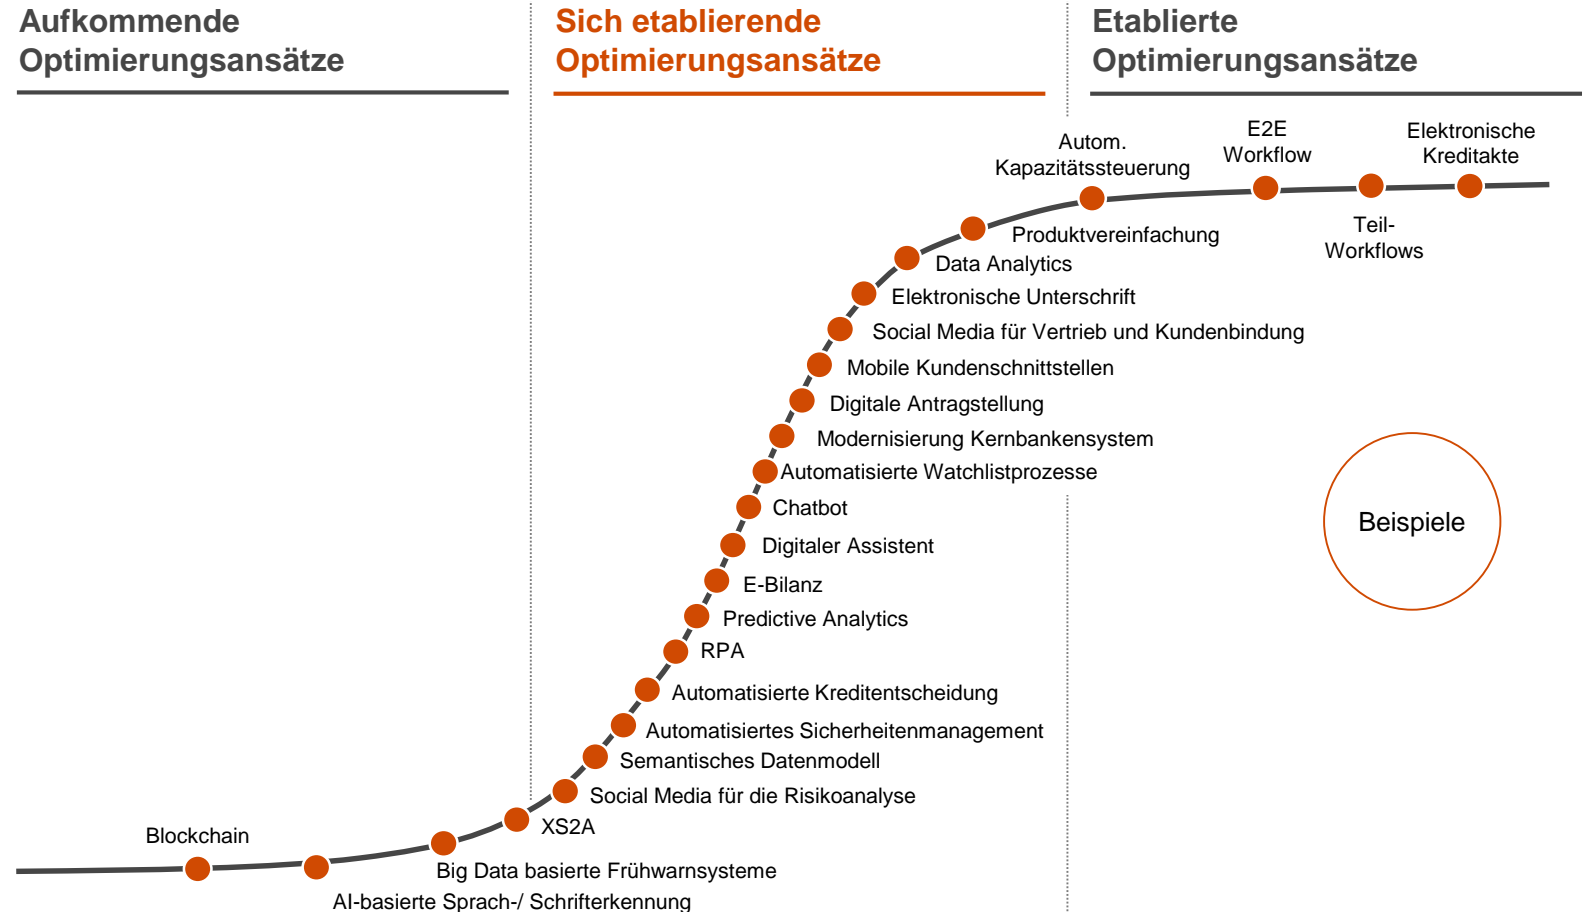 Aufkommende
Optimierungsansätze
Sich etablierende
Optimierungsansätze
Etablierte
Optimierungsansätze
Autom.
Kapazitätssteuerung
E2E
Workflow
Elektronische
Kreditakte
Teil-
Workflows
Produktvereinfachung
Data Analytics
Elektronische Unterschrift
Social Media für Vertrieb und Kundenbindung
Mobile Kundenschnittstellen
Digitale Antragstellung
Modernisierung Kernbankensystem
Automatisierte Watchlistprozesse
Chatbot
Beispiele
Digitaler Assistent
E-Bilanz
Predictive Analytics
RPA
Automatisierte Kreditentscheidung
Automatisiertes Sicherheitenmanagement
Semantisches Datenmodell
Social Media für die Risikoanalyse
XS2A
Blockchain
Big Data basierte Frühwarnsysteme
AI-basierte Sprach-/ Schrifterkennung